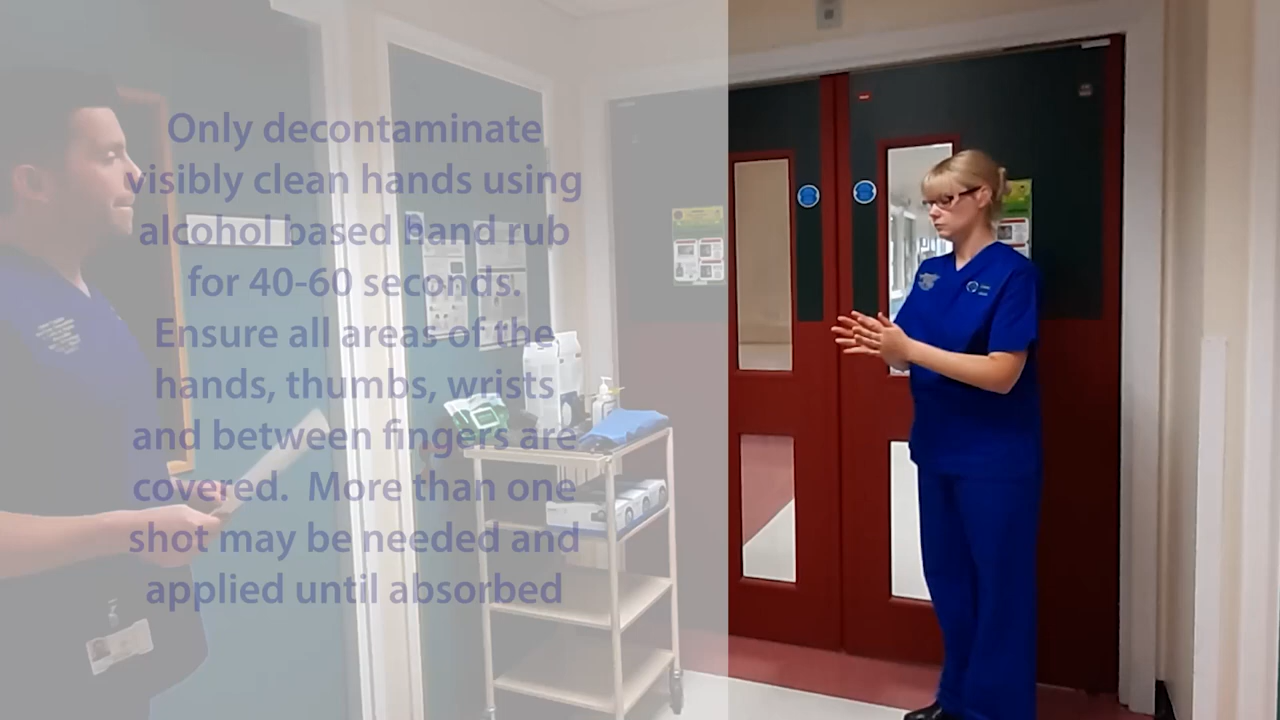 Only decontaminate
visibly clean hands using
alcohol based hand rub
for 40-60 seconds.
Ensure all areas of the
hands, thumbs, wrists
and between fingers are
covered. More than one
shot may be needed and
applied until absorbed